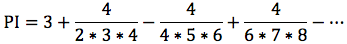 PI = 3 + 4/(2 * 3 * 4) − 4/(4 * 5 * 6) + 4/(6 * 7 * 8) − ⋯